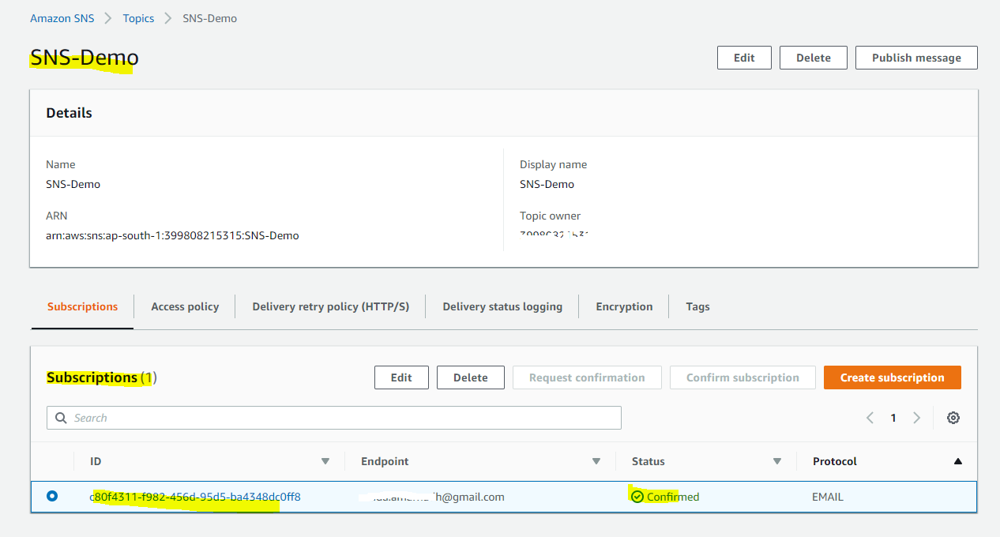 Amazon SNS > Topics > SNS-Demo
SNS-Demo
Edit Delete Publish message
Details
Name Display name
SNS-Demo SNS-Demo
ARN Topic owner
arn:aws:sns:ap-south-1:399808215315:SNS-Demo
Subscriptions Access policy Delivery retry policy (HTTP/S) Delivery status logging Encryption Tags
Subscriptions (1) Edit Delete Request confirmation Confirm subscription Create subscription
Search 1
ID Endpoint Status Protocol
c80f4311-f982-456d-95d5-ba4348dc0ff8 h@gmail.com Confirmed EMAIL